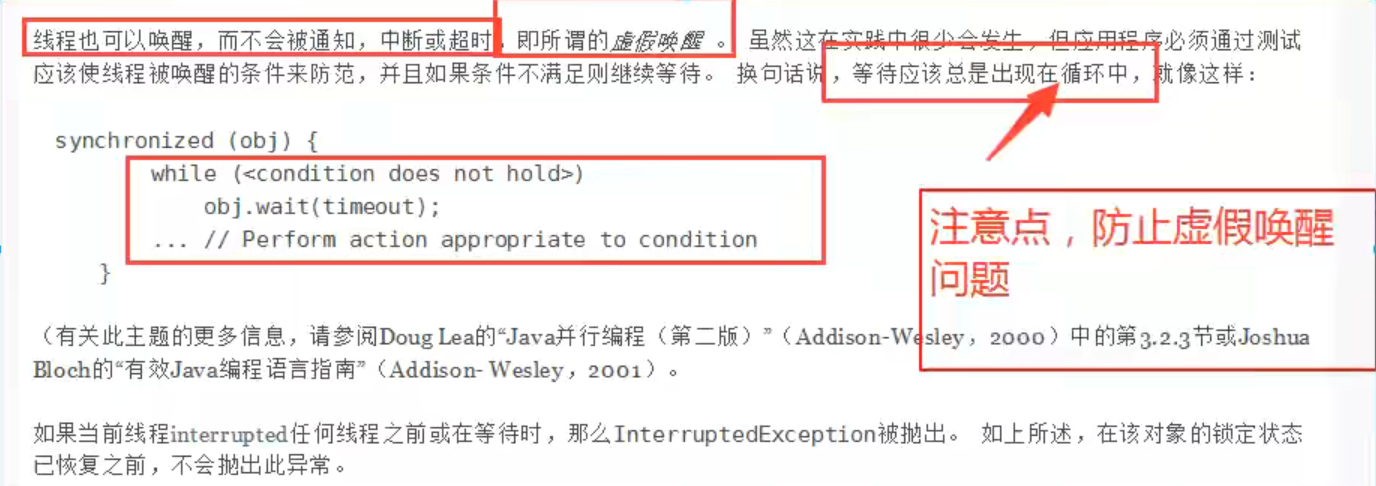 线程也可以唤醒，而不会被通知，中断或超时，即所谓的虚假唤醒 。 虽然这在实践中很少会发生，但应用程序必须通过测试
应该使线程被唤醒的条件来防范，并且如果条件不满足则继续等待。 换句话说，等待应该总是出现在循环中，就像这样：
synchronized (obj) {
while (<condition does not hold>)
obj.wait(timeout);
... // Perform action appropriate to condition
}
注意点，防止虚假唤醒
问题
（有关此主题的更多信息，请参阅Doug Lea的“Java并行编程（第二版）”（Addison-Wesley，2000）中的第3.2.3节或Joshua
Bloch的“有效Java编程语言指南”（Addison- Wesley，2001）。
如果当前线程interrupted任何线程之前或在等待时，那么InterruptedException被抛出。 如上所述，在该对象的锁定状态
已恢复之前，不会抛出此异常。